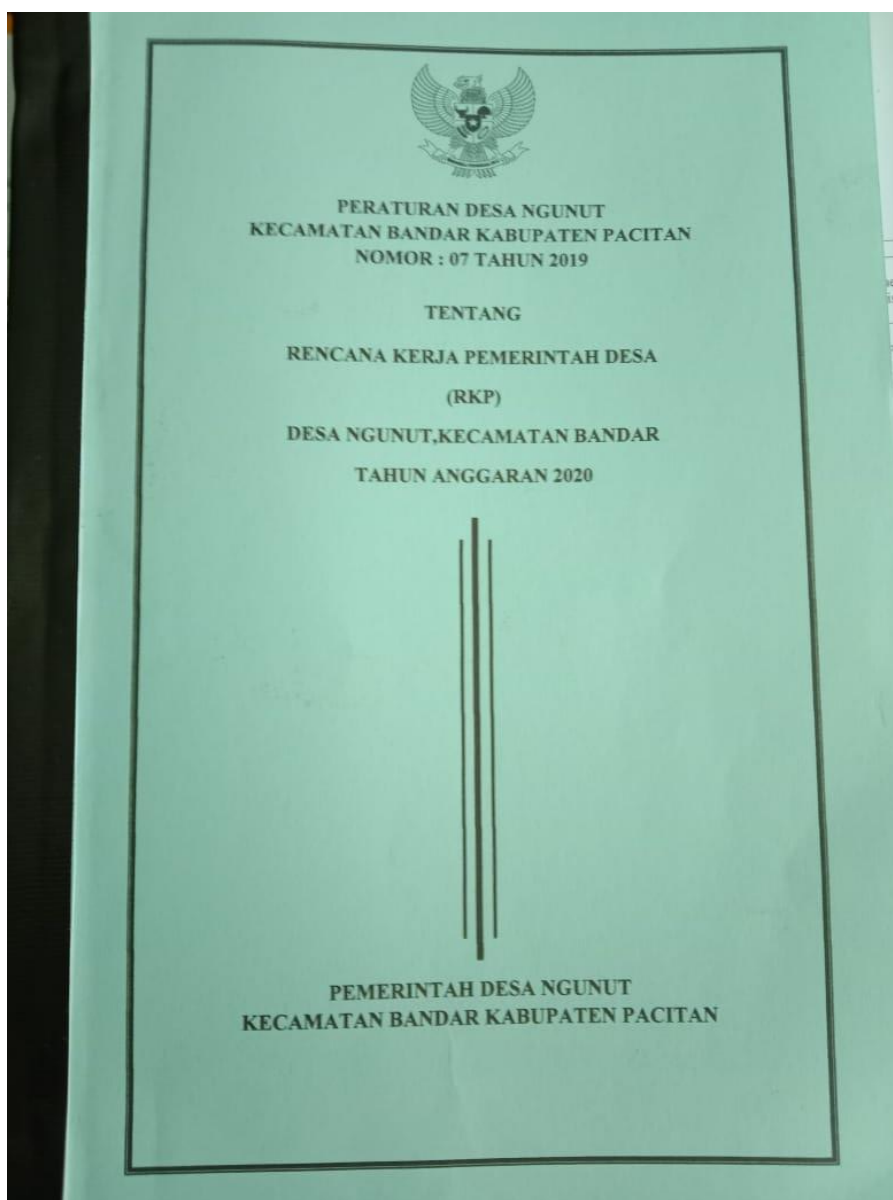 PERATURAN DESA NGUNUT
KECAMATAN BANDAR KABUPATEN PACITAN
NOMOR : 07 TAHUN 2019
TENTANG
RENCANA KERJA PEMERINTAH DESA
(RKP)
DESA NGUNUT,KECAMATAN BANDAR
TAHUN ANGGARAN 2020
PEMERINTAH DESA NGUNUT
KECAMATAN BANDAR KABUPATEN PACITAN